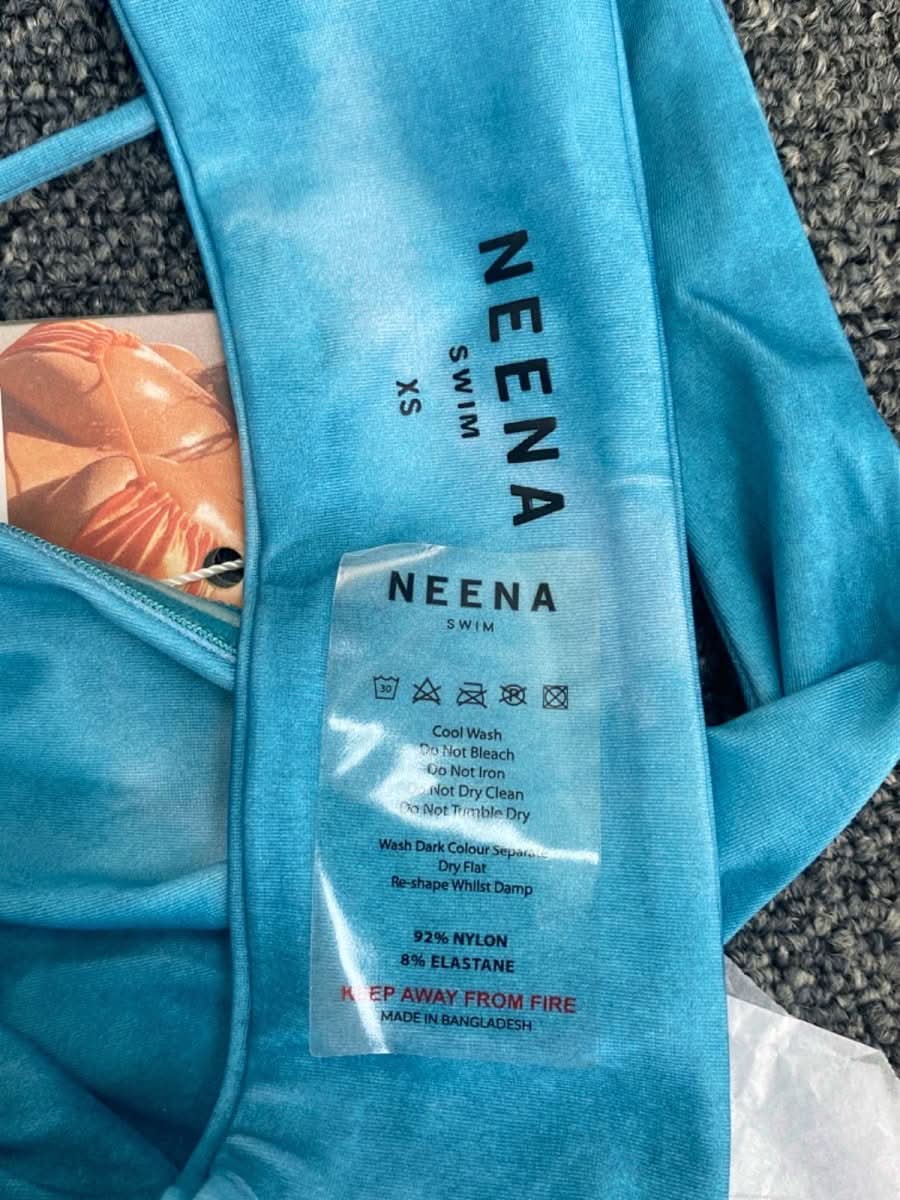 NEENA
SWIM
XS
NEENA
SWIM
30
Cool Wash
Do Not Bleach
Do Not Iron
Do Not Dry Clean
Do Not Tumble Dry
Wash Dark Colour Separate
Dry Flat
Re-shape Whilst Damp
92% NYLON
8% ELASTANE
KEEP AWAY FROM FIRE
MADE IN BANGLADESH